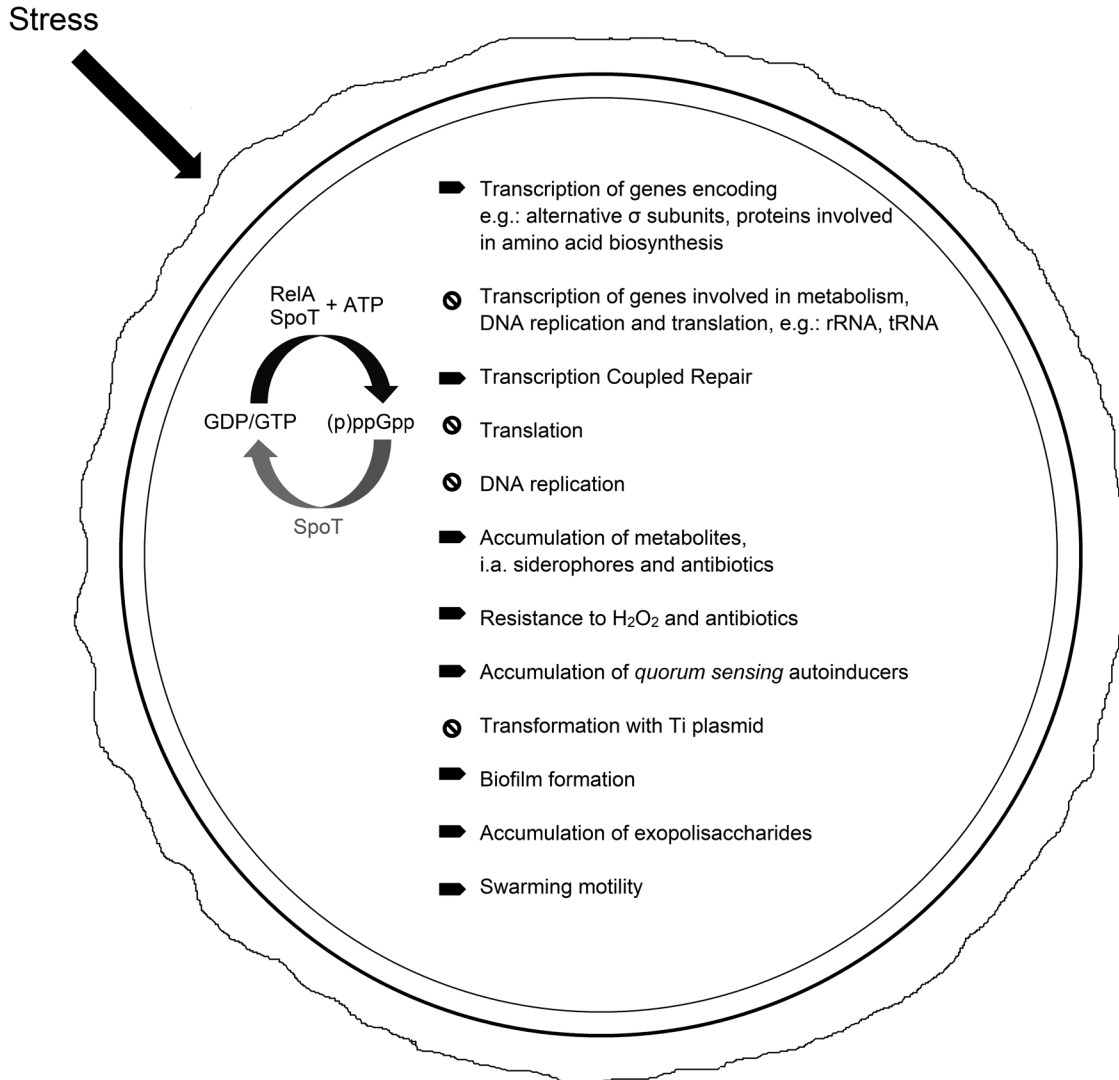 Stress
Transcription of genes encoding
e.g.: alternative σ subunits, proteins involved
in amino acid biosynthesis
RelA
SpoT
+ ATP
GDP/GTP
(p)ppGpp
SpoT
Transcription of genes involved in metabolism,
DNA replication and translation, e.g.: rRNA, tRNA
Transcription Coupled Repair
Translation
DNA replication
Accumulation of metabolites,
i.a. siderophores and antibiotics
Resistance to H₂O₂ and antibiotics
Accumulation of quorum sensing autoinducers
Transformation with Ti plasmid
Biofilm formation
Accumulation of exopolisaccharides
Swarming motility